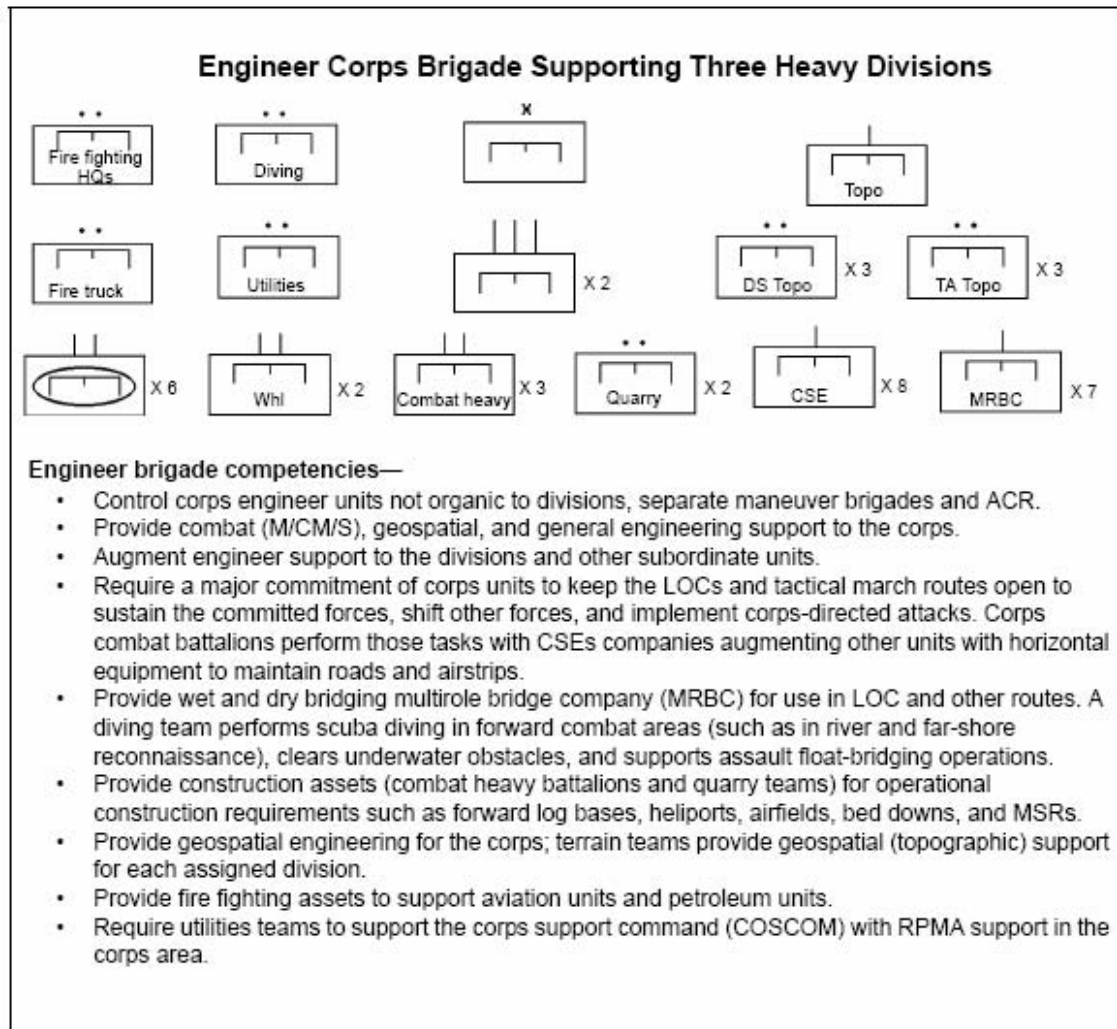 Engineer Corps Brigade Supporting Three Heavy Divisions
X
Fire fighting
HQs
Diving
Topo
Fire truck
Utilities
X 2
DS Topo
X 3
TA Topo
X 3
X 6
Whl
X 2
Combat heavy
X 3
Quarry
X 2
CSE
X 8
MRBC
X 7
Engineer brigade competencies—
• Control corps engineer units not organic to divisions, separate maneuver brigades and ACR.
• Provide combat (M/CM/S), geospatial, and general engineering support to the corps.
• Augment engineer support to the divisions and other subordinate units.
• Require a major commitment of corps units to keep the LOCs and tactical march routes open to
sustain the committed forces, shift other forces, and implement corps-directed attacks. Corps
combat battalions perform those tasks with CSEs companies augmenting other units with horizontal
equipment to maintain roads and airstrips.
• Provide wet and dry bridging multirole bridge company (MRBC) for use in LOC and other routes. A
diving team performs scuba diving in forward combat areas (such as in river and far-shore
reconnaissance), clears underwater obstacles, and supports assault float-bridging operations.
• Provide construction assets (combat heavy battalions and quarry teams) for operational
construction requirements such as forward log bases, heliports, airfields, bed downs, and MSRs.
• Provide geospatial engineering for the corps; terrain teams provide geospatial (topographic) support
for each assigned division.
• Provide fire fighting assets to support aviation units and petroleum units.
• Require utilities teams to support the corps support command (COSCOM) with RPMA support in the
corps area.